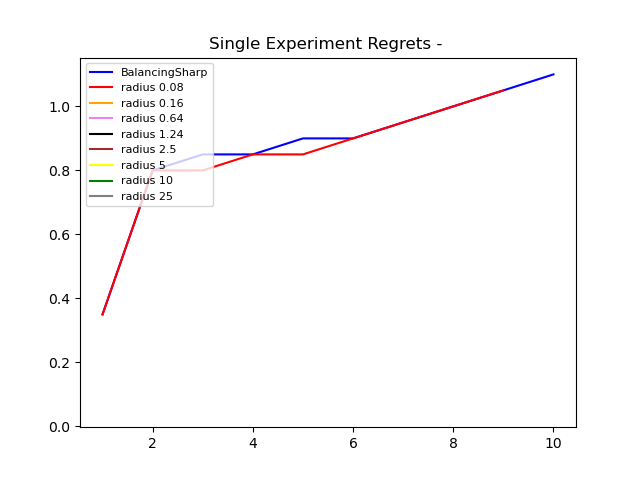 Single Experiment Regrets -
BalancingSharp
radius 0.08
radius 0.16
radius 0.64
radius 1.24
radius 2.5
radius 5
radius 10
radius 25
1.0
0.8
0.6
0.4
0.2
0.0
2 4 6 8 10